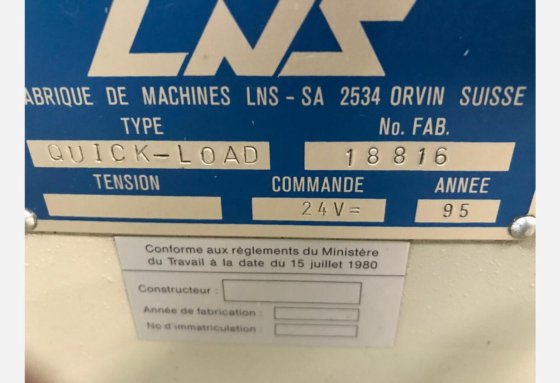 LNS
FABRIQUE DE MACHINES LNS - SA 2534 ORVIN SUISSE
TYPE No. FAB.
QUICK-LOAD 18816
TENSION COMMANDE ANNEE
24V= 95
Conforme aux règlements du Ministère
du Travail à la date du 15 juillet 1980
Constructeur :
Année de fabrication :
No d'immatriculation :